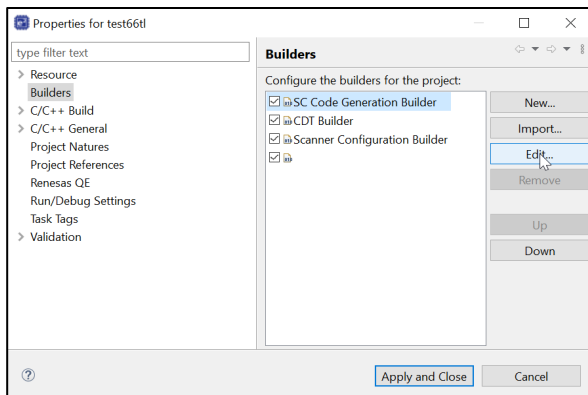 Properties for test66tl
type filter text
Resource
Builders
C/C++ Build
C/C++ General
Project Natures
Project References
Renesas QE
Run/Debug Settings
Task Tags
Validation
Builders
Configure the builders for the project:
SC Code Generation Builder
CDT Builder
Scanner Configuration Builder
New...
Import...
Edit...
Remove
Up
Down
Apply and Close
Cancel